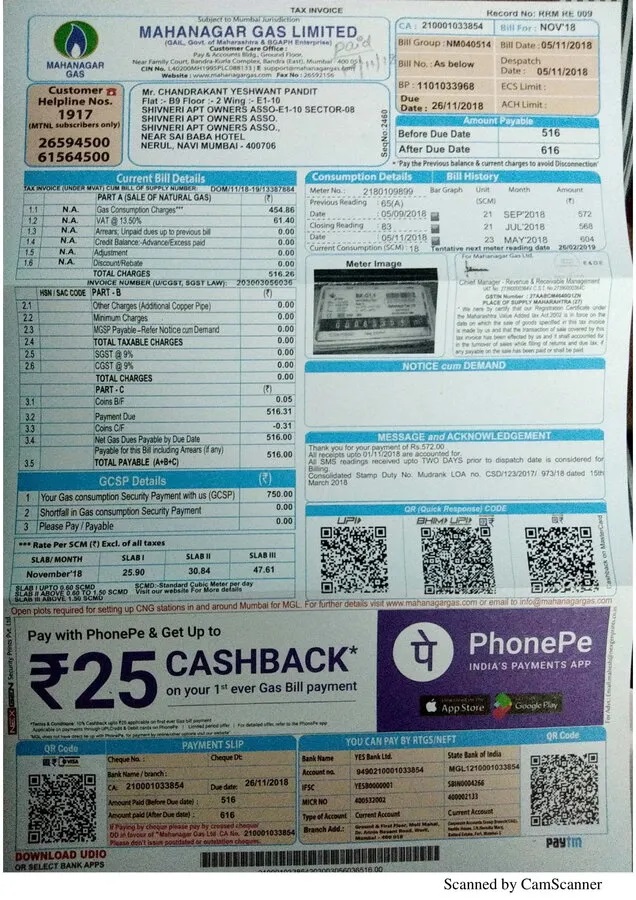 TAX INVOICE
Record No: RRM RE 009
Subject to Mumbai Jurisdiction
MAHANAGAR GAS LIMITED
(GAIL, Govt. of Maharashtra & BGAPH Enterprise)
Customer Care Office :
Pay & Accounts Bldg., Ground Floor,
Near Family Court, Bandra-Kurla Complex, Bandra (East), Mumbai
Website : www.mahanagargas.com Fax No : 26592156
paid
MAHANAGAR
GAS
CA : 210001033854
Bill For : NOV'18
Bill Group : NM040514
Bill Date : 05/11/2018
Bill No. : As below
Despatch
Date : 05/11/2018
BP : 1101033968
ECS Limit :
Due
Date : 26/11/2018
ACH Limit :
Amount Payable
Before Due Date 516
After Due Date 616
* 'Pay the Previous balance & current charges to avoid Disconnection'
Customer
Helpline Nos.
1917
(MTNL subscribers only)
26594500
61564500
Mr. CHANDRAKANT YESHWANT PANDIT
Flat :- B9 Floor :- 2 Wing :- E1-10
SHIVNERI APT OWNERS ASSO-E1-10 SECTOR-08
SHIVNERI APT OWNERS ASSO.
SHIVNERI APT OWNERS ASSO.,
NEAR SAI BABA HOTEL
NERUL, NAVI MUMBAI - 400706
SeqNo.2460
Current Bill Details
TAX INVOICE (UNDER MVAT) CUM BILL OF SUPPLY NUMBER: DOM/11/18-19/13387884
PART A (SALE OF NATURAL GAS) (₹)
1.1 N.A. Gas Consumption Charges*** 454.86
1.2 N.A. VAT @ 13.50% 61.40
1.3 N.A. Arrears; Unpaid dues up to previous bill 0.00
1.4 N.A. Credit Balance:-Advance/Excess paid 0.00
1.5 N.A. Adjustment 0.00
1.6 N.A. Discount/Rebate 0.00
TOTAL CHARGES 516.26
INVOICE NUMBER (U/CGST, SGST LAW): 203003056036
HSN / SAC CODE PART-B (₹)
2.1 Other Charges (Additional Copper Pipe) 0.00
2.2 Minimum Charges 0.00
2.3 MGSP Payable--Refer Notice cum Demand 0.00
2.4 TOTAL TAXABLE CHARGES 0.00
2.5 SGST @ 9% 0.00
2.6 CGST @ 9% 0.00
TOTAL CHARGES 0.00
PART-C (₹)
3.1 Coins B/F 0.05
3.2 Payment Due 516.31
3.3 Coins C/F -0.31
3.4 Net Gas Dues Payable by Due Date 516.00
Payable for this Bill including Arrears (if any) 516.00
3.5 TOTAL PAYABLE (A+B+C)
GCSP Details (₹)
1 Your Gas consumption Security Payment with us (GCSP) 750.00
2 Shortfall in Gas consumption Security Payment 0.00
3 Please Pay / Payable 0.00
*** Rate Per SCM (₹) Excl. of all taxes
SLAB/MONTH SLAB I SLAB II SLAB III
November'18 25.90 30.84 47.61
SLAB I UPTO 0.60 SCMD SCMD:-Standard Cubic Meter per day
SLAB II ABOVE 0.60 TO 1.50 SCMD Visit our website For More details
SLAB III ABOVE 1.50 SCMD
Consumption Details
Meter No.: 2180109899
Previous Reading : 65(A)
Date : 05/09/2018
Closing Reading : 83
Date : 05/11/2018
Current Consumption (SCM) : 18
Bill History
Bar Graph Unit (SCM) Month Amount (₹)
21 SEP'2018 572
21 JUL'2018 568
23 MAY'2018 604
Tentative next meter reading date 26/02/2019
Meter Image
For Mahanagar Gas Ltd.
E & O E
Chief Manager - Revenue & Receivable Management
GSTIN Number : 27AABCM4640G1ZN
PLACE OF SUPPLY MAHARASHTRA (27)
" We here by certify that our Registration Certificate under
the Maharashtra Value Added tax Act.2002 is in force on the
date on which the sale of goods specified in this tax invoice
is made by us and that the transaction of sale covered by this
tax invoice has been effected by us and it shall accounted for
in the turnover of sales while filing of returns and due tax, if
any payable on the sale has been paid or shall be paid.
NOTICE cum DEMAND
MESSAGE and ACKNOWLEDGEMENT
Thank you for your payment of Rs.572.00
All receipts upto 01/11/2018 are accounted for.
All SMS readings received upto TWO DAYS prior to dispatch date is considered for
Billing.
Consolidated Stamp Duty No. Mudrank LOA no. CSD/123/2017/ 973/18 dated 15th
March 2018
QR (Quick Response) CODE
UPI
BHIM UPI
Open plots required for setting up CNG stations in and around Mumbai for MGL. For further details visit www.mahanagargas.com or email to info@mahanagargas.com
Pay with PhonePe & Get Up to
₹25 CASHBACK*
on your 1st ever Gas Bill payment
पे
PhonePe
INDIA'S PAYMENTS APP
App Store
Google Play
QR Code
PAYMENT SLIP
Cheque No. : Cheque Dt:
Bank Name / branch :
CA: 210001033854 Due date: 26/11/2018
Amount Paid (Before Due date) 516
Amount paid (After Due date) : 616
If Paying by cheque please pay by crossed cheque/
DD in favour of "Mahanagar Gas Ltd. CA No. 210001033854
Please don't issue postdated or outstation cheques.
YOU CAN PAY BY RTGS/NEFT
Bank Name YES Bank Ltd. State Bank of India
Account no. 9490210001033854 MGL1210001033854
IFSC YESB0000001 SBIN0004266
MICR NO 400532002 400002133
Type of Account Current Account Current Account
QR Code
DOWNLOAD UDIO
OR SELECT BANK APPS
paytm
Scanned by CamScanner